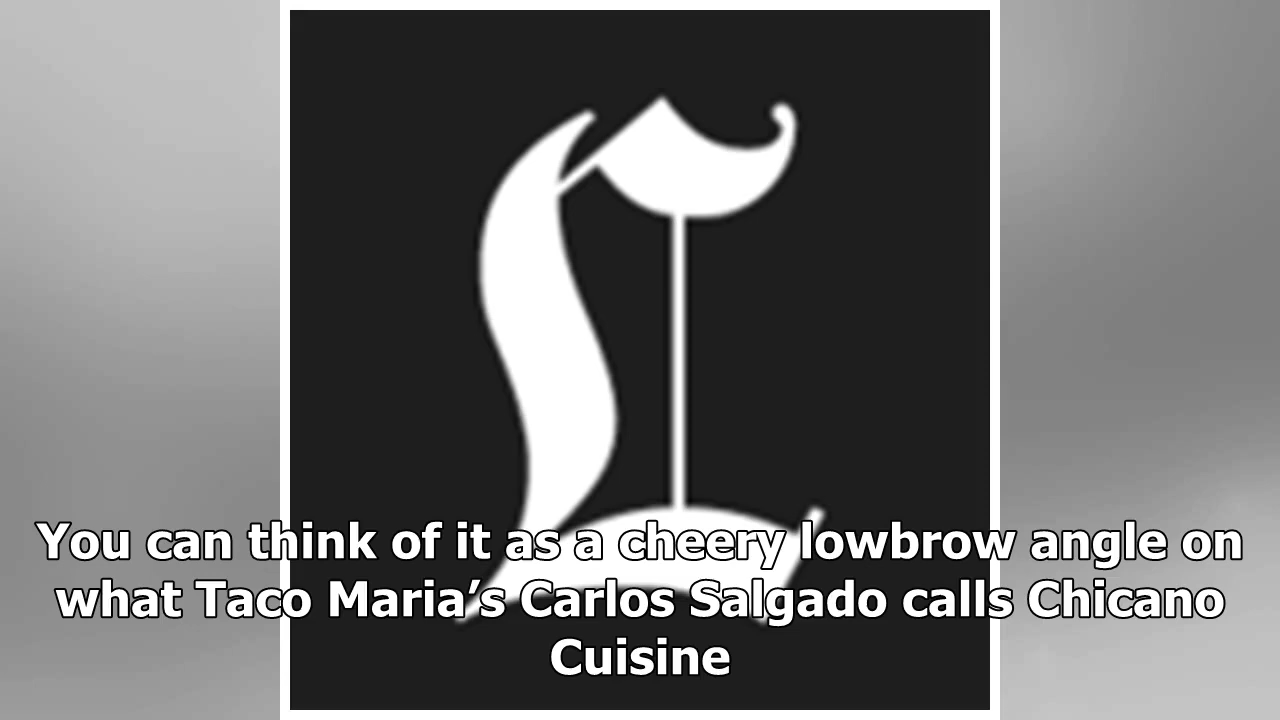 L
You can think of it as a cheery lowbrow angle on
what Taco Maria’s Carlos Salgado calls Chicano
Cuisine